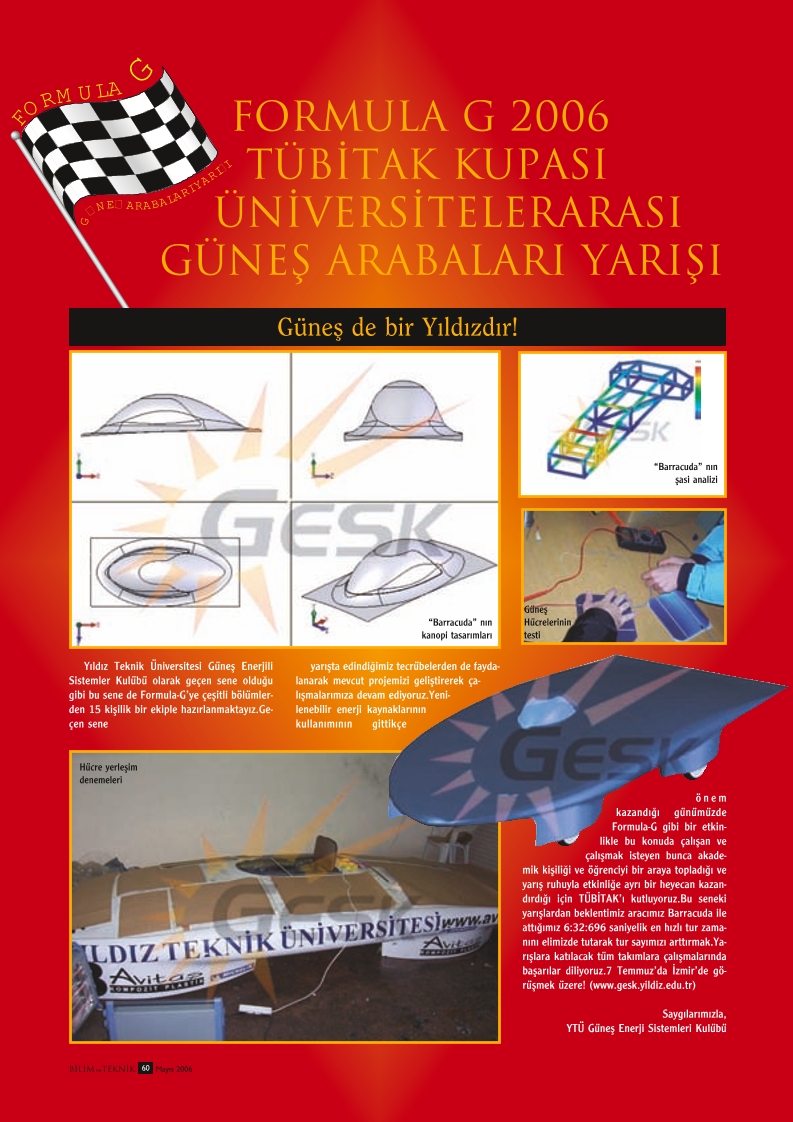 FORMULA G
FORMULA G 2006
TÜBİTAK KUPASI
ÜNİVERSİTELERARASI
GÜNEŞ ARABALARI YARIŞI
Güneş de bir Yıldızdır!
GESK
"Barracuda" nın
kanopi tasarımları
GESK
"Barracuda" nın
şasi analizi
Güneş
Hücrelerinin
testi
Yıldız Teknik Üniversitesi Güneş Enerjili
Sistemler Kulübü olarak geçen sene olduğu
gibi bu sene de Formula-G'ye çeşitli bölümler-
den 15 kişilik bir ekiple hazırlanmaktayız.Ge-
çen sene
yarışta edindiğimiz tecrübelerden de fayda-
lanarak mevcut projemizi geliştirerek ça-
lışmalarımıza devam ediyoruz.Yeni-
lenebilir enerji kaynaklarının
kullanımının gittikçe
GESK
önem
kazandığı günümüzde
Formula-G gibi bir etkin-
likle bu konuda çalışan ve
çalışmak isteyen bunca akade-
mik kişiliği ve öğrenciyi bir araya topladığı ve
yarış ruhuyla etkinliğe ayrı bir heyecan kazan-
dırdığı için TÜBİTAK'ı kutluyoruz.Bu seneki
yarışlardan beklentimiz aracımız Barracuda ile
attığımız 6:32:696 saniyelik en hızlı tur zama-
nını elimizde tutarak tur sayımızı arttırmak.Ya-
rışlara katılacak tüm takımlara çalışmalarında
başarılar diliyoruz.7 Temmuz'da İzmir'de gö-
rüşmek üzere! (www.gesk.yildiz.edu.tr)
Saygılarımızla,
YTÜ Güneş Enerji Sistemleri Kulübü
Hücre yerleşim
denemeleri
GESK
ILDIZ TEKNİK ÜNİVERSİTESİ www.av
Avitaş
KOMPOZİT PLASTİK
Avitaş
BİLİM ve TEKNİK 60 Mayıs 2006